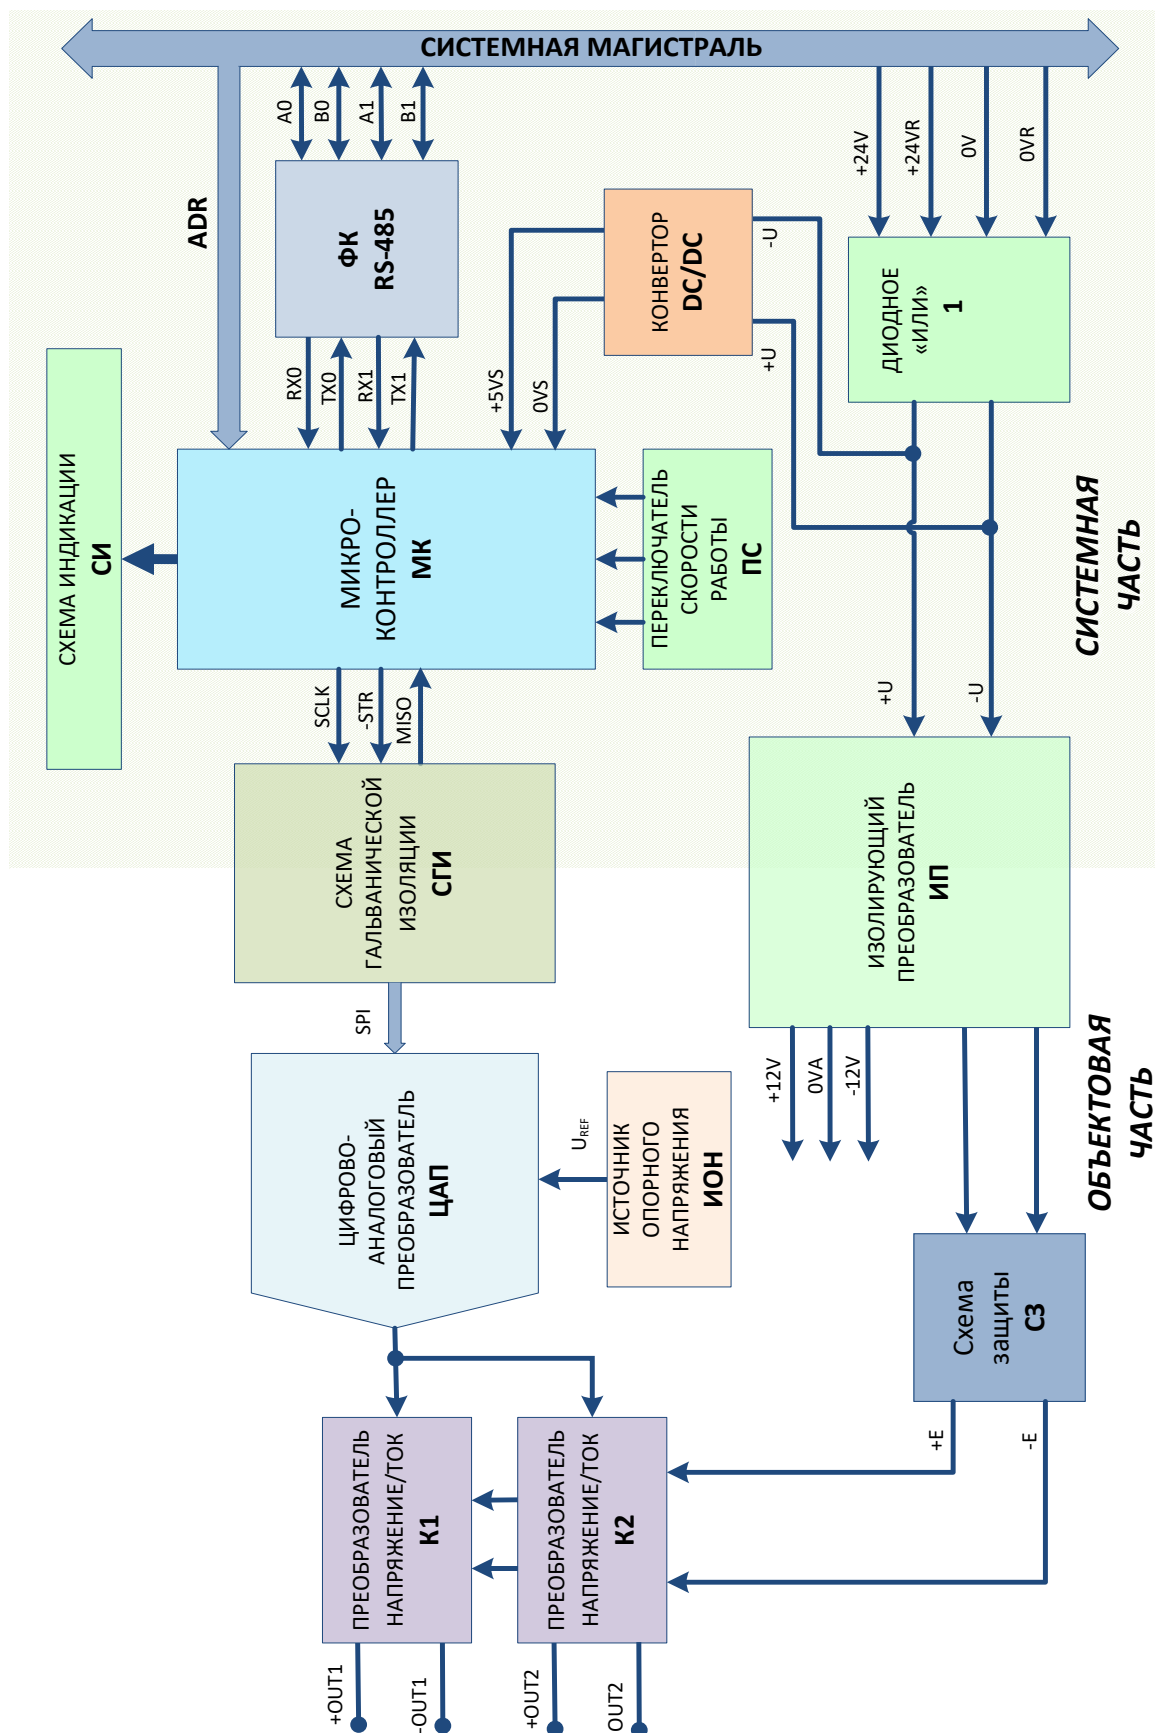 СИСТЕМНАЯ МАГИСТРАЛЬ
ADR
A0
B0
A1
B1
+24V
+24VR
0V
0VR
ФК
RS-485
КОНВЕРТОР
DC/DC
ДИОДНОЕ
«ИЛИ»
1
-U
+U
RX0
TX0
RX1
TX1
+5VS
0VS
СХЕМА ИНДИКАЦИИ
СИ
МИКРО-
КОНТРОЛЛЕР
МК
ПЕРЕКЛЮЧАТЕЛЬ
СКОРОСТИ
РАБОТЫ
ПС
СИСТЕМНАЯ
ЧАСТЬ
SCLK
-STR
MISO
+U
-U
СХЕМА
ГАЛЬВАНИЧЕСКОЙ
ИЗОЛЯЦИИ
СГИ
ИЗОЛИРУЮЩИЙ
ПРЕОБРАЗОВАТЕЛЬ
ИП
SPI
+12V
0VA
-12V
ОБЪЕКТОВАЯ
ЧАСТЬ
ЦИФРОВО-
АНАЛОГОВЫЙ
ПРЕОБРАЗОВАТЕЛЬ
ЦАП
UREF
ИСТОЧНИК
ОПОРНОГО
НАПРЯЖЕНИЯ
ИОН
Схема
защиты
СЗ
+E
-E
ПРЕОБРАЗОВАТЕЛЬ
НАПРЯЖЕНИЕ/ТОК
К1
ПРЕОБРАЗОВАТЕЛЬ
НАПРЯЖЕНИЕ/ТОК
К2
+OUT1
-OUT1
+OUT2
OUT2